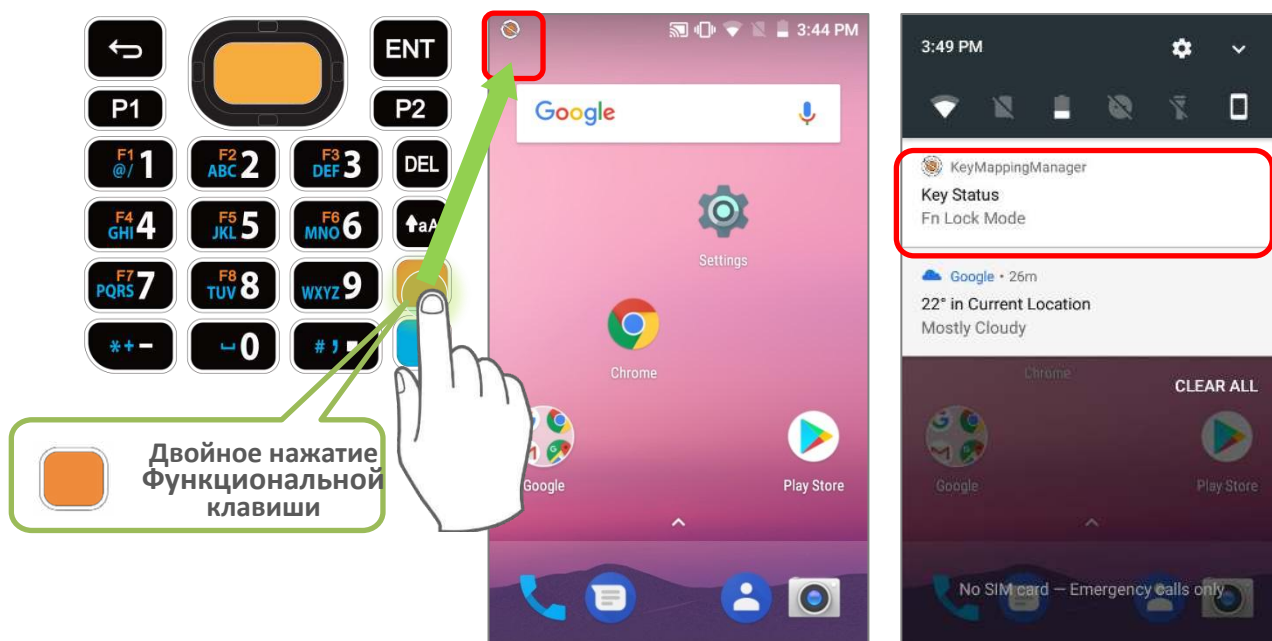 ENT
P1
P2
F1
@/ 1
F2
ABC 2
F3
DEF 3
DEL
F4
GHI 4
F5
JKL 5
F6
MNO 6
aA
F7
PQRS 7
F8
TUV 8
WXYZ 9
*+-
0
#
Двойное нажатие
Функциональной
клавиши
3:44 PM
Google
Settings
Chrome
Google
Play Store
3:49 PM
KeyMappingManager
Key Status
Fn Lock Mode
Google • 26m
22° in Current Location
Mostly Cloudy
Chrome
CLEAR ALL
Google
Play Store
No SIM card — Emergency calls only